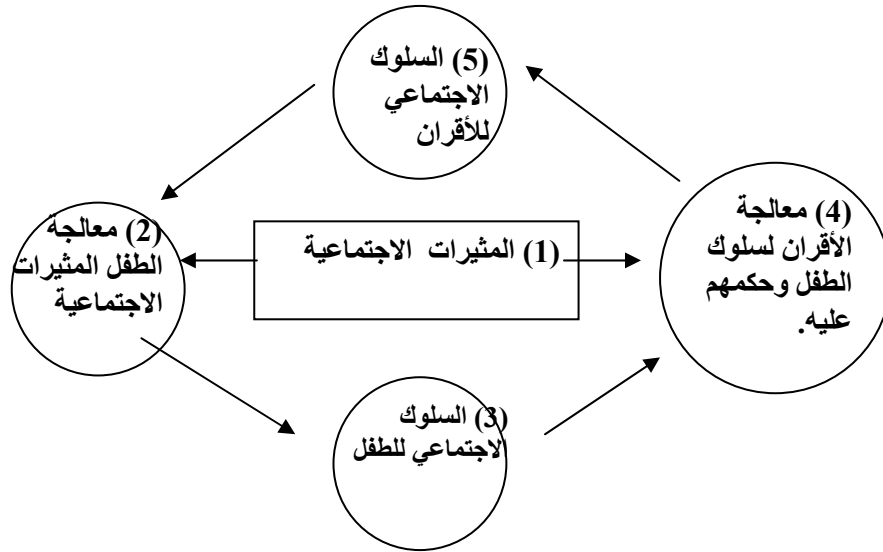 (5) السلوك
الاجتماعي
للأقران
(2) معالجة
الطفل المثيرات
الاجتماعية
(1) المثيرات الاجتماعية
(4) معالجة
الأقران لسلوك
الطفل وحكمهم
عليه.
(3) السلوك
الاجتماعي للطفل